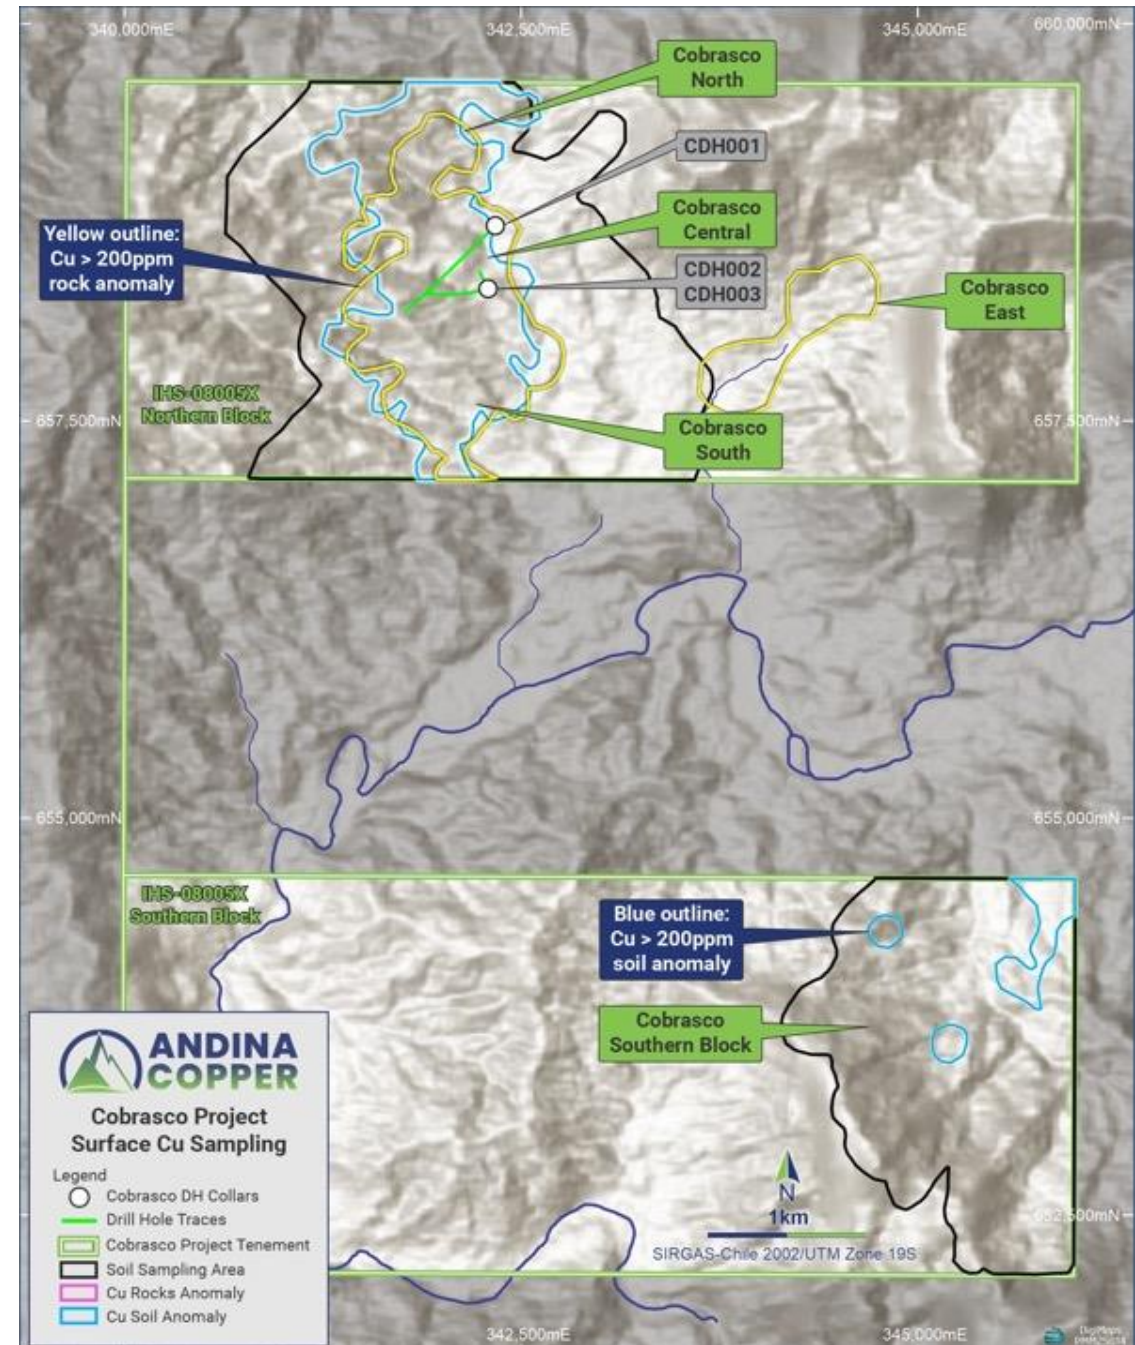 340,000mE
342,500mE
345,000mE
660,000mN
Cobrasco
North
CDH001
Cobrasco
Central
Yellow outline:
Cu > 200ppm
rock anomaly
CDH002
CDH003
Cobrasco
East
IHS-08005X
Northern Block
657,500mN
657,500mN
Cobrasco
South
655,000mN
655,000mN
IHS-08005X
Southern Block
Blue outline:
Cu > 200ppm
soil anomaly
Cobrasco
Southern Block
ANDINA
COPPER
Cobrasco Project
Surface Cu Sampling
Legend
Cobrasco DH Collars
Drill Hole Traces
Cobrasco Project Tenement
Soil Sampling Area
Cu Rocks Anomaly
Cu Soil Anomaly
N
1km
SIRGAS-Chile 2002/UTM Zone 19S
652,500mN
342,500mE
345,000mE
DigiMaps